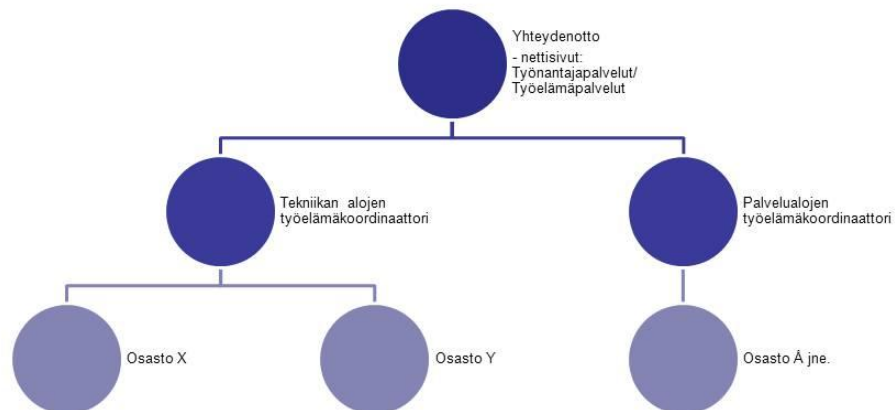 Yhteydenotto
- nettisivut:
Työnantajapalvelut/
Työelämäpalvelut
Tekniikan alojen
työelämäkoordinaattori
Palvelualojen
työelämäkoordinaattori
Osasto X
Osasto Y
Osasto Å jne.